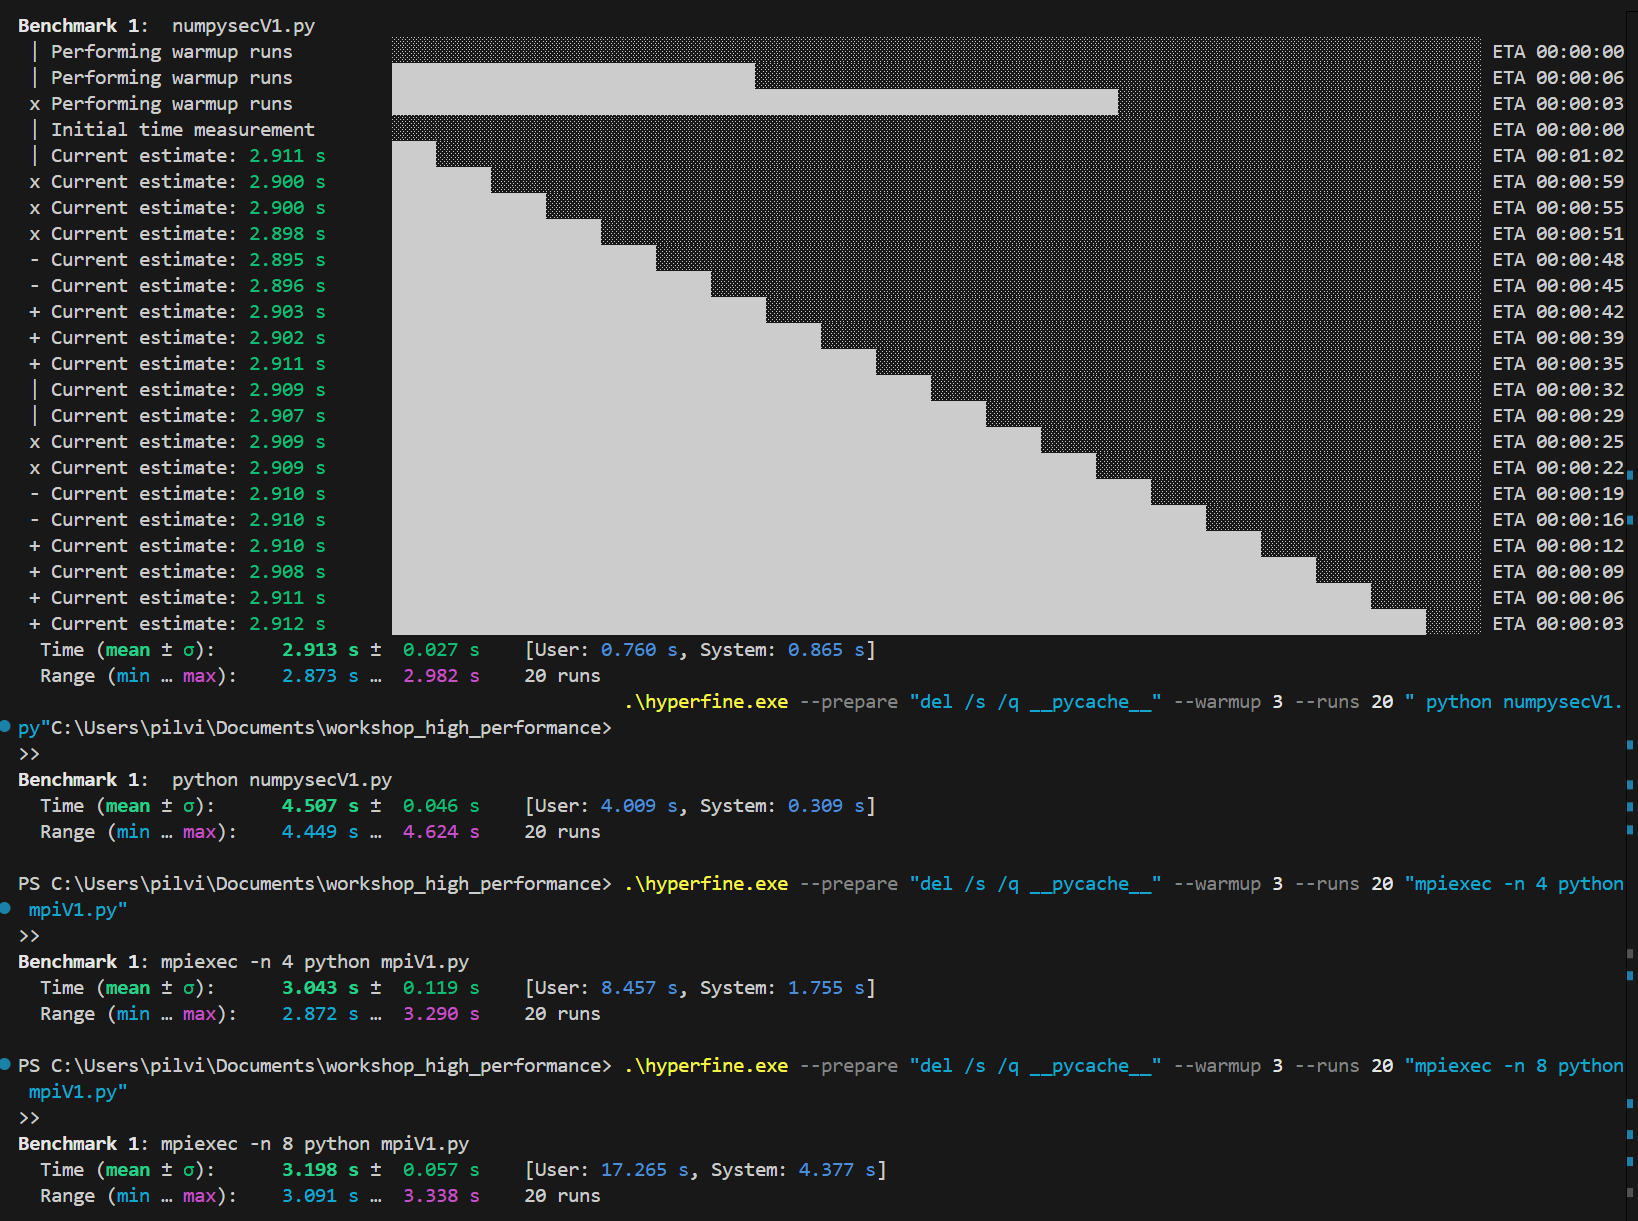 Benchmark 1:  numpysecV1.py
| Performing warmup runs ETA 00:00:00
| Performing warmup runs ETA 00:00:06
x Performing warmup runs ETA 00:00:03
| Initial time measurement ETA 00:00:00
| Current estimate: 2.911 s ETA 00:01:02
x Current estimate: 2.900 s ETA 00:00:59
x Current estimate: 2.900 s ETA 00:00:55
x Current estimate: 2.898 s ETA 00:00:51
- Current estimate: 2.895 s ETA 00:00:48
- Current estimate: 2.896 s ETA 00:00:45
+ Current estimate: 2.903 s ETA 00:00:42
+ Current estimate: 2.902 s ETA 00:00:39
+ Current estimate: 2.911 s ETA 00:00:35
| Current estimate: 2.909 s ETA 00:00:32
| Current estimate: 2.907 s ETA 00:00:29
x Current estimate: 2.909 s ETA 00:00:25
x Current estimate: 2.909 s ETA 00:00:22
- Current estimate: 2.910 s ETA 00:00:19
- Current estimate: 2.910 s ETA 00:00:16
+ Current estimate: 2.910 s ETA 00:00:12
+ Current estimate: 2.908 s ETA 00:00:09
+ Current estimate: 2.911 s ETA 00:00:06
+ Current estimate: 2.912 s ETA 00:00:03
Time (mean ± σ):      2.913 s ±  0.027 s    [User: 0.760 s, System: 0.865 s]
Range (min … max):    2.873 s …  2.982 s    20 runs
.\hyperfine.exe --prepare "del /s /q __pycache__" --warmup 3 --runs 20 " python numpysecV1.
py"C:\Users\pilvi\Documents\workshop_high_performance>
>>
Benchmark 1:  python numpysecV1.py
Time (mean ± σ):      4.507 s ±  0.046 s    [User: 4.009 s, System: 0.309 s]
Range (min … max):    4.449 s …  4.624 s    20 runs
PS C:\Users\pilvi\Documents\workshop_high_performance> .\hyperfine.exe --prepare "del /s /q __pycache__" --warmup 3 --runs 20 "mpiexec -n 4 python
mpiV1.py"
>>
Benchmark 1: mpiexec -n 4 python mpiV1.py
Time (mean ± σ):      3.043 s ±  0.119 s    [User: 8.457 s, System: 1.755 s]
Range (min … max):    2.872 s …  3.290 s    20 runs
PS C:\Users\pilvi\Documents\workshop_high_performance> .\hyperfine.exe --prepare "del /s /q __pycache__" --warmup 3 --runs 20 "mpiexec -n 8 python
mpiV1.py"
>>
Benchmark 1: mpiexec -n 8 python mpiV1.py
Time (mean ± σ):      3.198 s ±  0.057 s    [User: 17.265 s, System: 4.377 s]
Range (min … max):    3.091 s …  3.338 s    20 runs